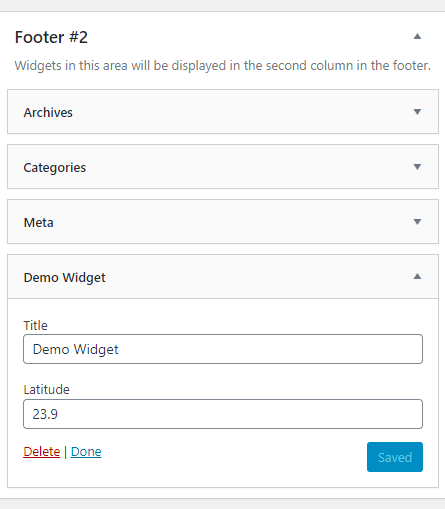 Footer #2
Widgets in this area will be displayed in the second column in the footer.
Archives
Categories
Meta
Demo Widget
Title
Demo Widget
Latitude
23.9
Delete | Done
Saved